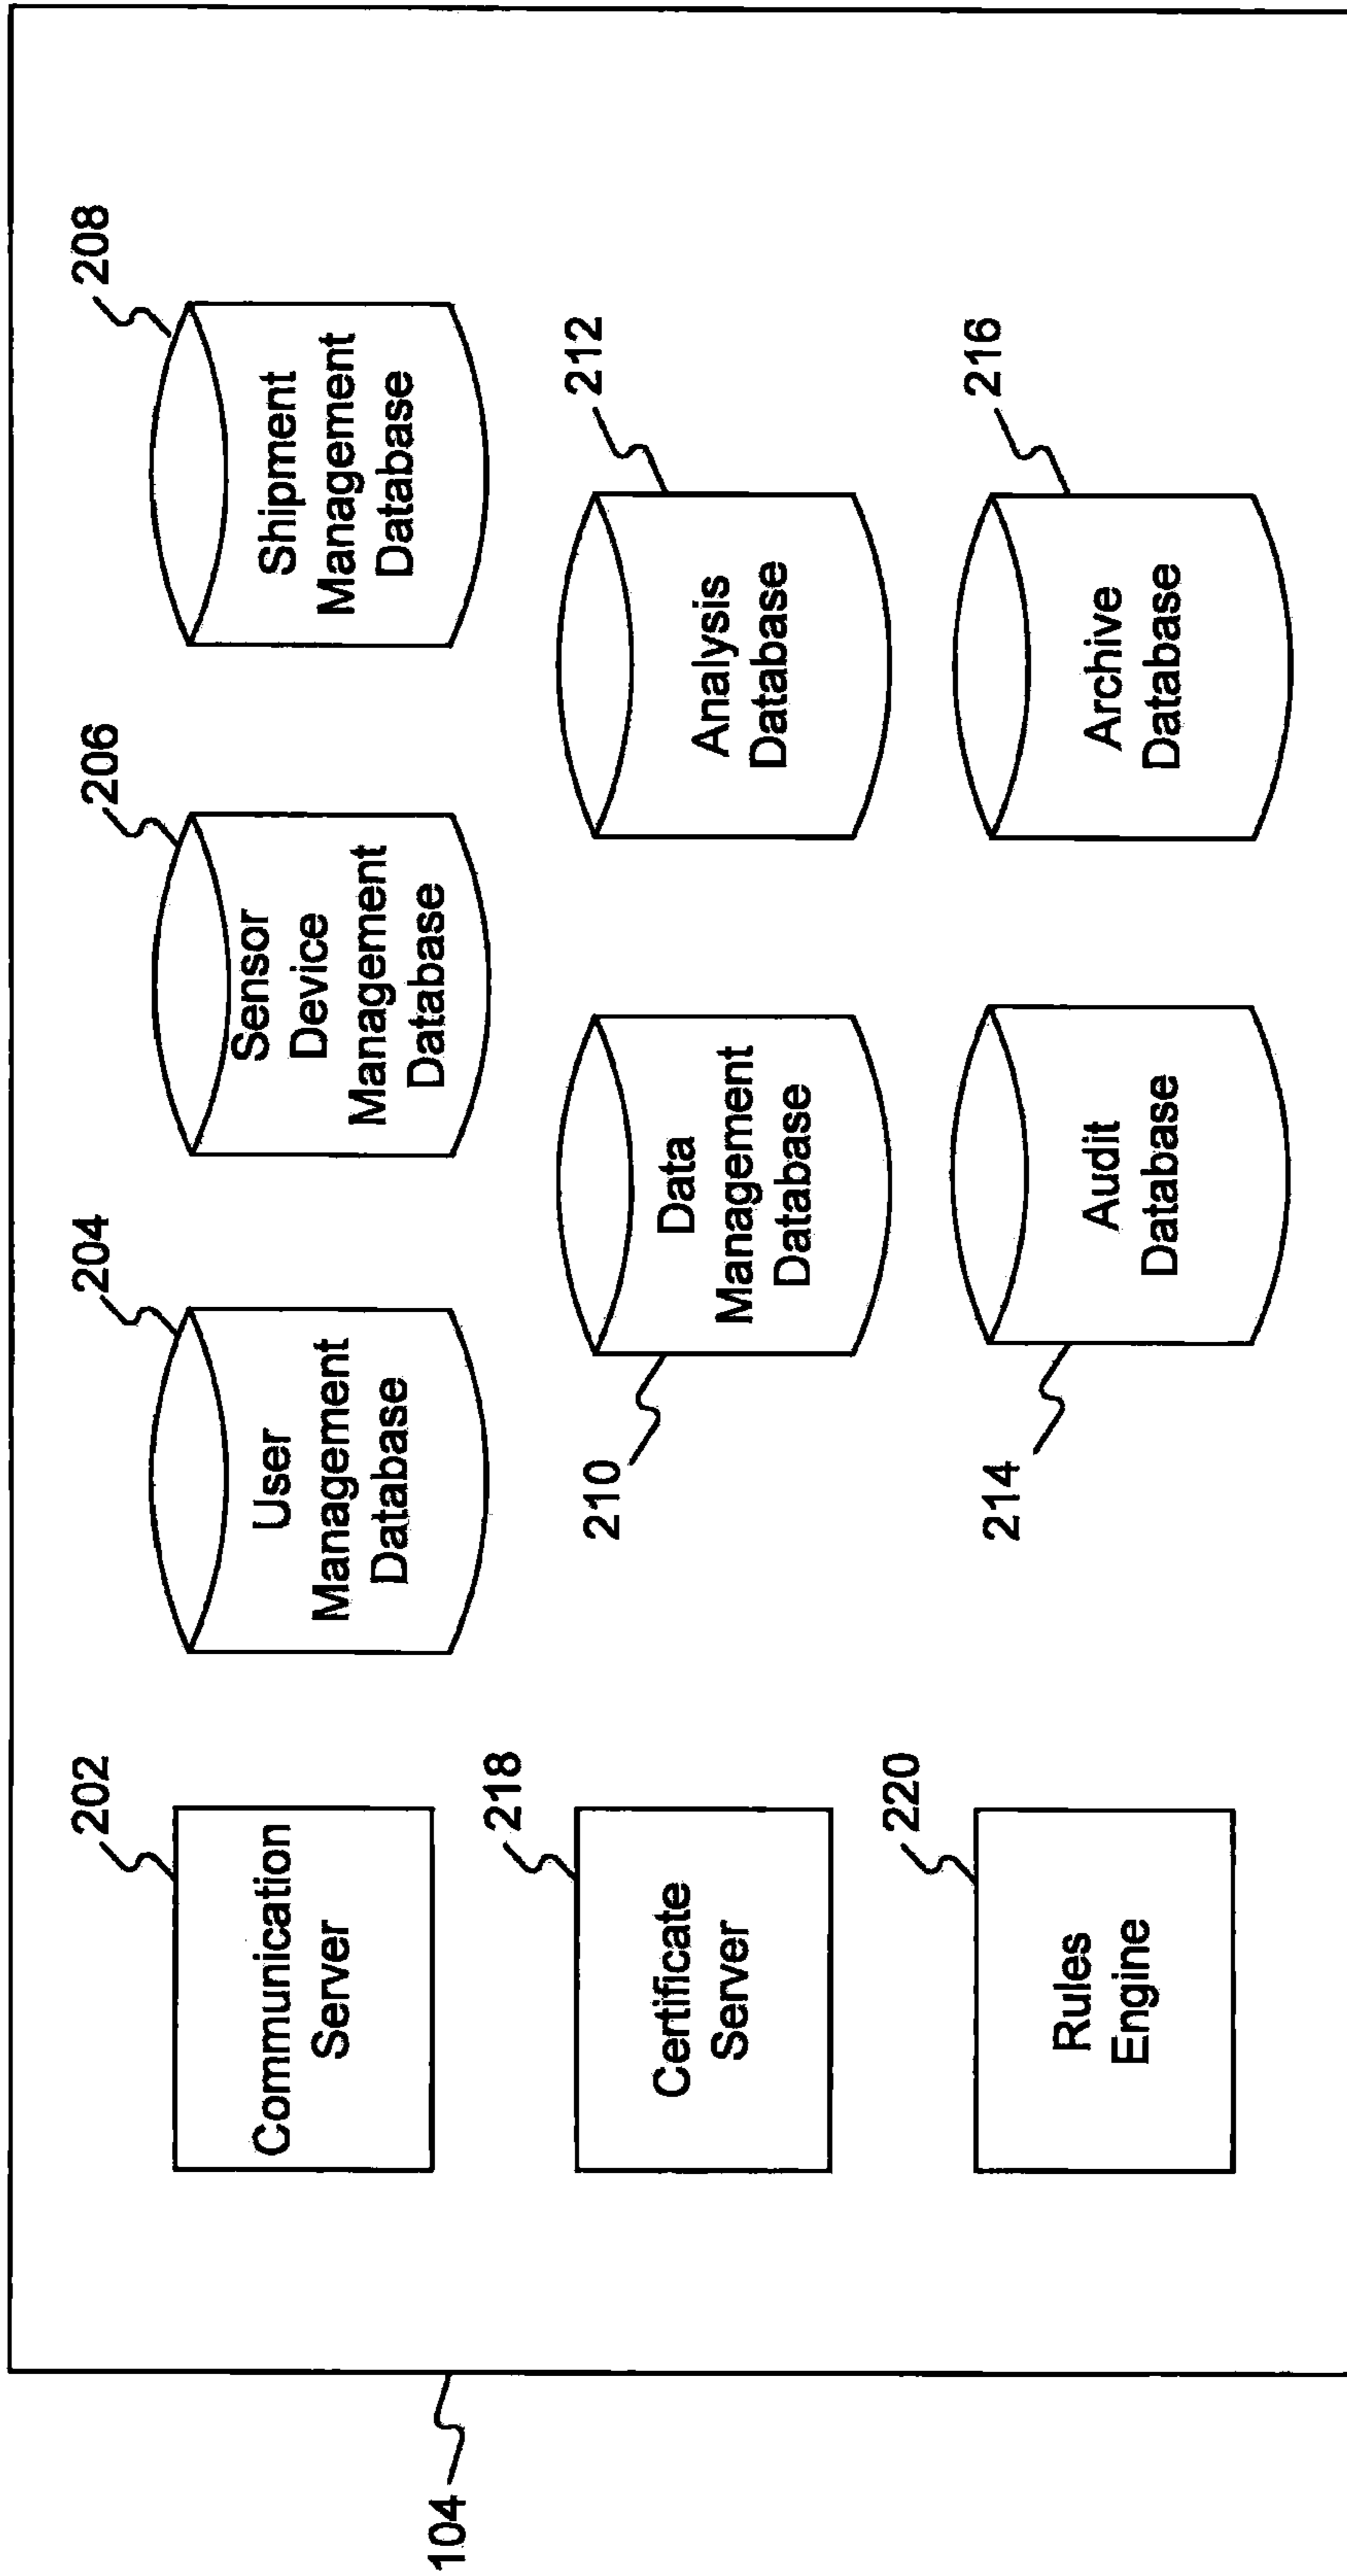 202
Communication
Server
204
User
Management
Database
206
Sensor
Device
Management
Database
208
Shipment
Management
Database
218
Certificate
Server
210
Data
Management
Database
212
Analysis
Database
220
Rules
Engine
214
Audit
Database
216
Archive
Database
104